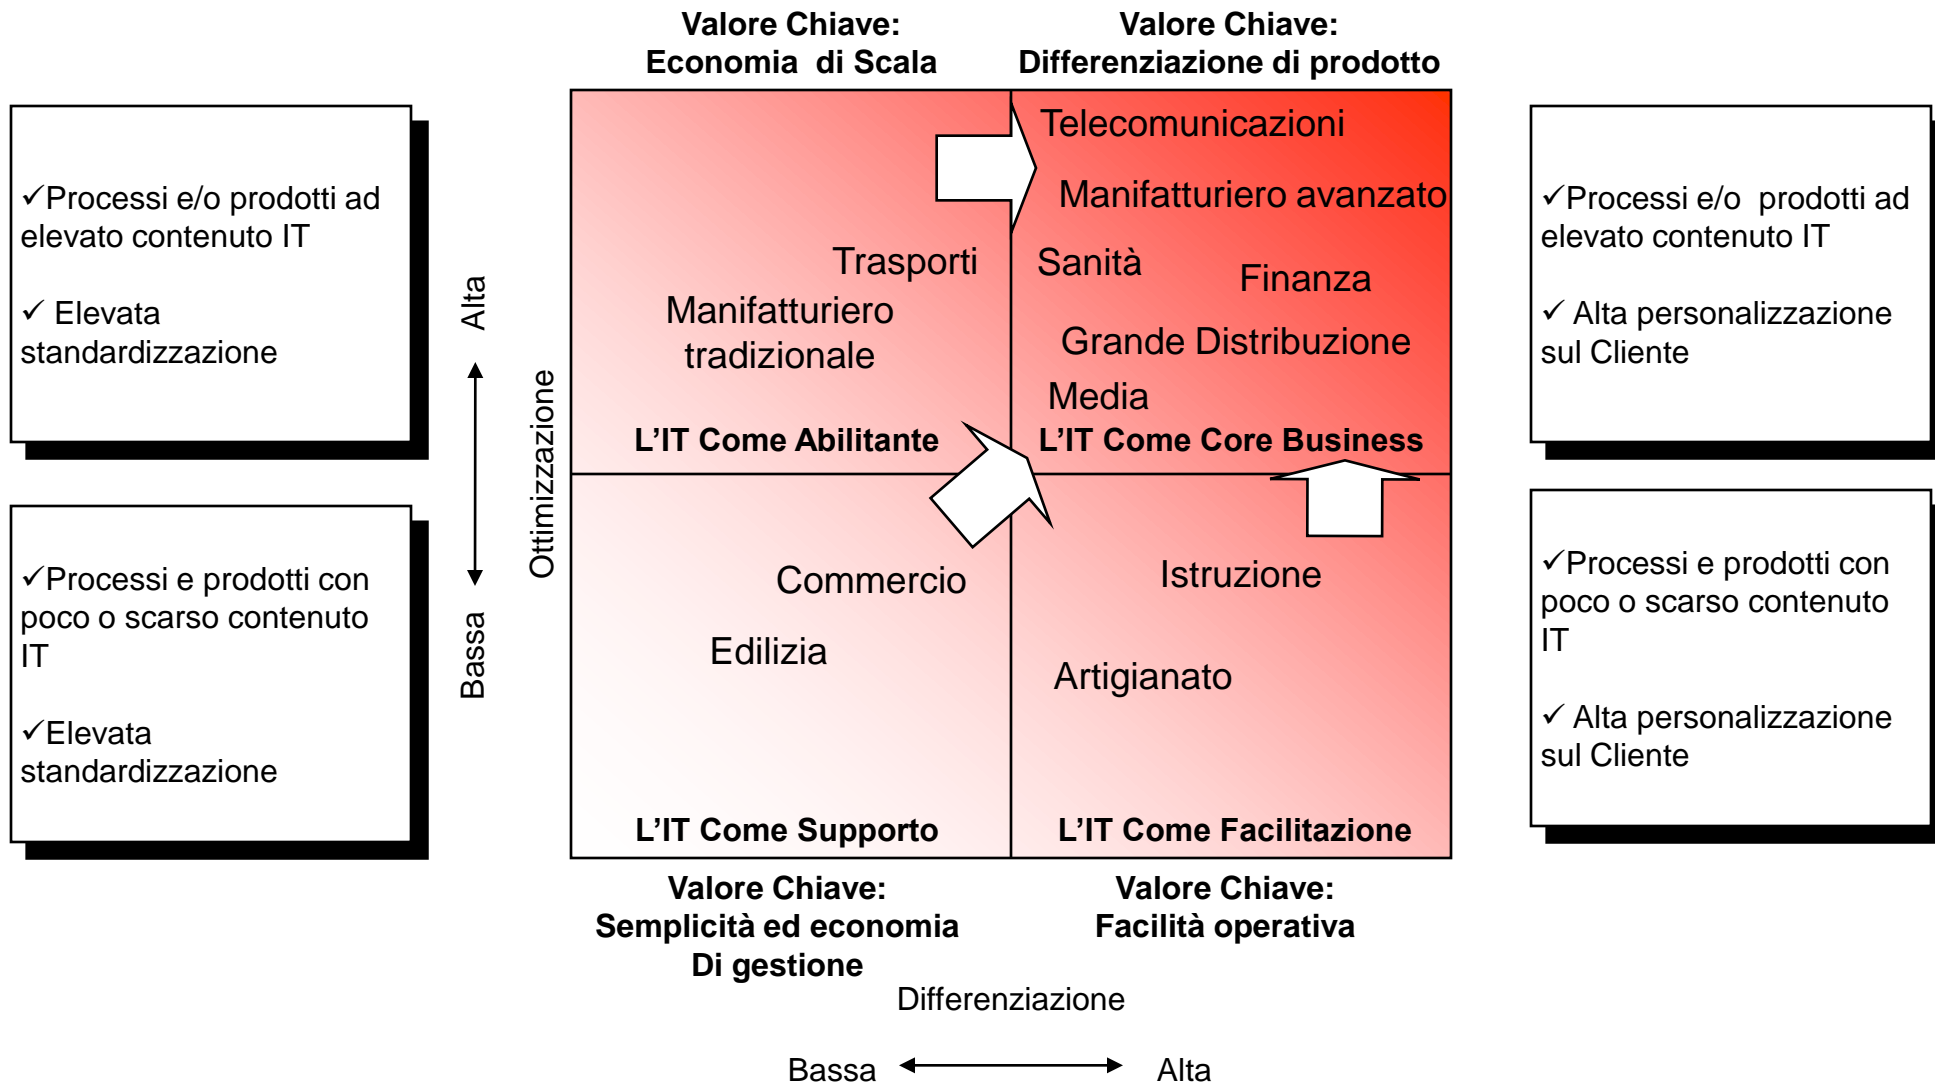 Valore Chiave:
Economia di Scala
Valore Chiave:
Differenziazione di prodotto
✓Processi e/o prodotti ad
elevato contenuto IT
✓ Elevata
standardizzazione
Alta
Bassa
Ottimizzazione
Trasporti
Manifatturiero
tradizionale
L’IT Come Abilitante
Telecomunicazioni
Manifatturiero avanzato
Sanità
Finanza
Grande Distribuzione
Media
L’IT Come Core Business
✓Processi e/o prodotti ad
elevato contenuto IT
✓ Alta personalizzazione
sul Cliente
✓Processi e prodotti con
poco o scarso contenuto
IT
✓Elevata
standardizzazione
Commercio
Edilizia
L’IT Come Supporto
Istruzione
Artigianato
L’IT Come Facilitazione
✓Processi e prodotti con
poco o scarso contenuto
IT
✓ Alta personalizzazione
sul Cliente
Valore Chiave:
Semplicità ed economia
Di gestione
Valore Chiave:
Facilità operativa
Differenziazione
Bassa
Alta